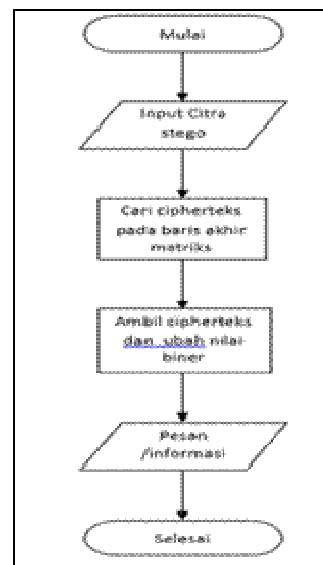 Mulai
Input Citra
stego
Cari cipherteks
pada baris akhir
matriks
Ambil cipherteks
dan ubah nilai
biner
Pesan
/informasi
Selesai